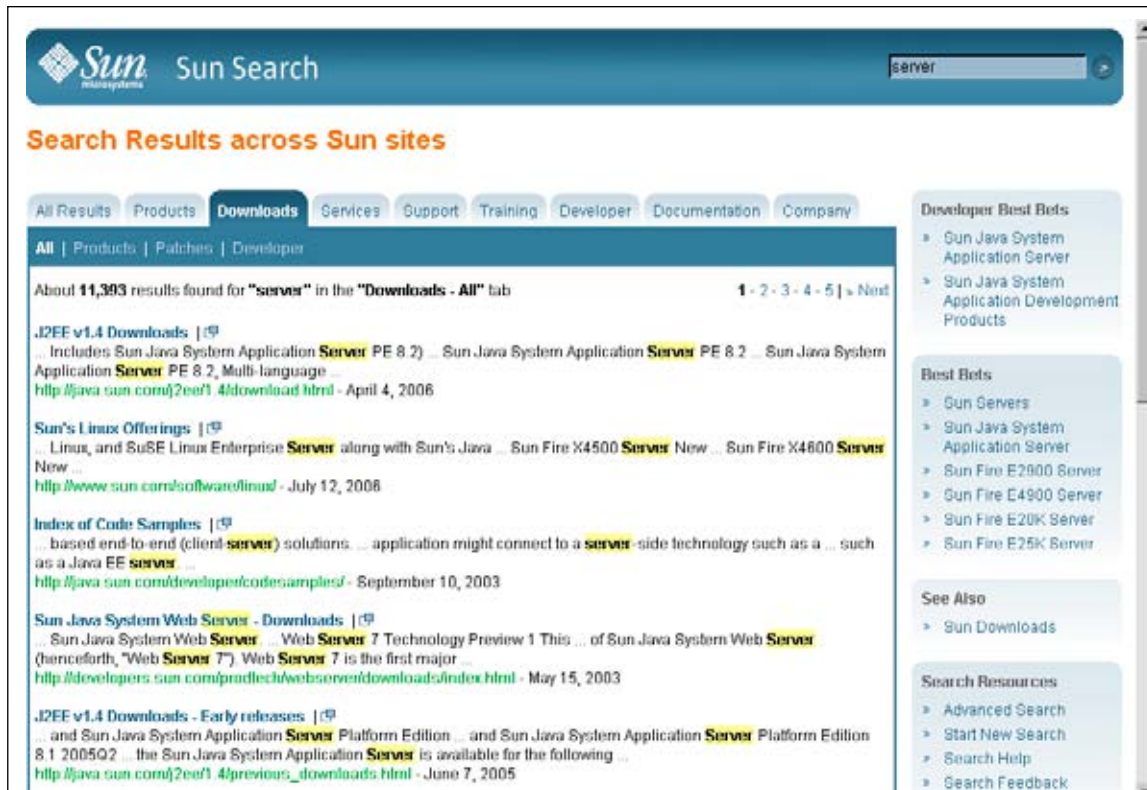 Sun
microsystems
Sun Search
server
Search Results across Sun sites
All Results Products Downloads Services Support Training Developer Documentation Company
All | Products | Patches | Developer
About 11,393 results found for "server" in the "Downloads - All" tab
1 - 2 - 3 - 4 - 5 | » Next
J2EE v1.4 Downloads |
... Includes Sun Java System Application Server PE 8.2) ... Sun Java System Application Server PE 8.2 ... Sun Java System
Application Server PE 8.2, Multi-language ...
http://java.sun.com/j2ee/1.4/download.html - April 4, 2006
Sun's Linux Offerings |
... Linux, and SuSE Linux Enterprise Server along with Sun's Java ... Sun Fire X4500 Server New ... Sun Fire X4600 Server
New ...
http://www.sun.com/software/linux/ - July 12, 2006
Index of Code Samples |
... based end-to-end (client-server) solutions. ... application might connect to a server-side technology such as a ... such
as a Java EE server. ...
http://java.sun.com/developer/codesamples/ - September 10, 2003
Sun Java System Web Server - Downloads |
... Sun Java System Web Server. ... Web Server 7 Technology Preview 1 This ... of Sun Java System Web Server
(henceforth, "Web Server 7"). Web Server 7 is the first major ...
http://developers.sun.com/prodtech/webserver/downloads/index.html - May 15, 2003
J2EE v1.4 Downloads - Early releases |
... and Sun Java System Application Server Platform Edition ... and Sun Java System Application Server Platform Edition
8.1 2005Q2 ... the Sun Java System Application Server is available for the following ...
http://java.sun.com/j2ee/1.4/previous_downloads.html - June 7, 2005
Developer Best Bets
» Sun Java System
Application Server
» Sun Java System
Application Development
Products
Best Bets
» Sun Servers
» Sun Java System
Application Server
» Sun Fire E2900 Server
» Sun Fire E4900 Server
» Sun Fire E20K Server
» Sun Fire E25K Server
See Also
» Sun Downloads
Search Resources
» Advanced Search
» Start New Search
» Search Help
» Search Feedback